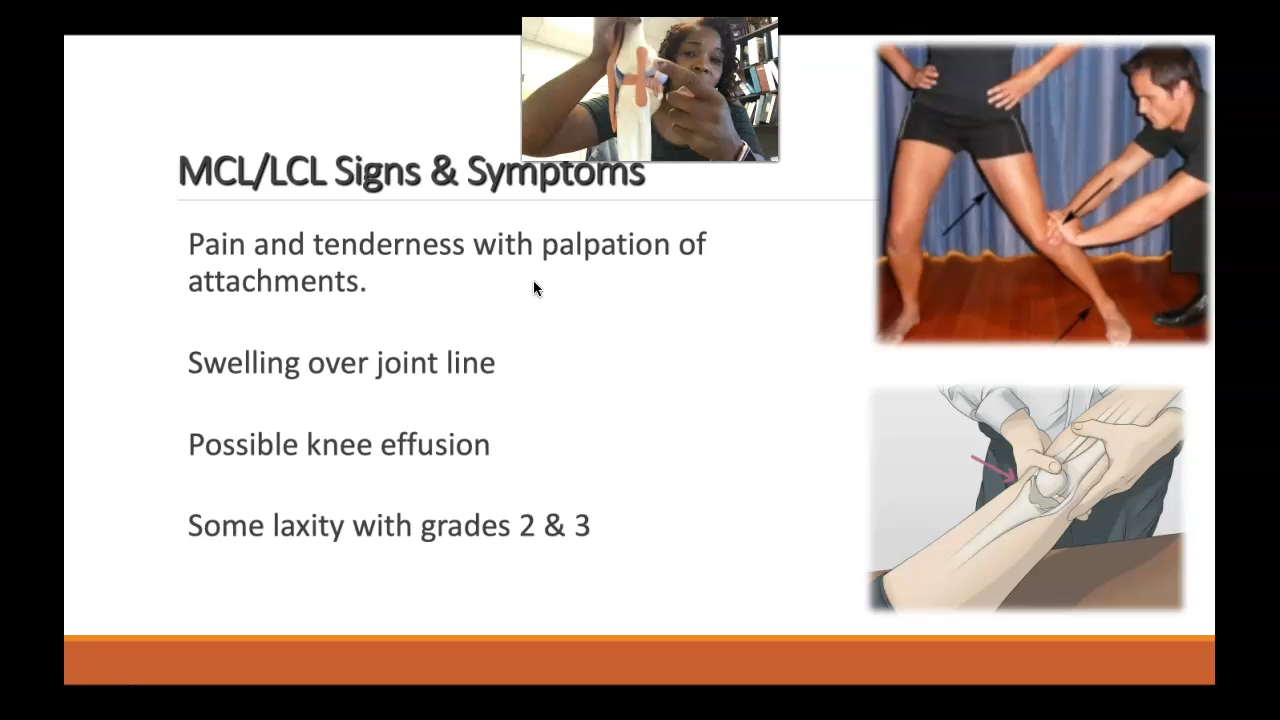 MCL/LCL Signs & Symptoms
Pain and tenderness with palpation of
attachments.
Swelling over joint line
Possible knee effusion
Some laxity with grades 2 & 3